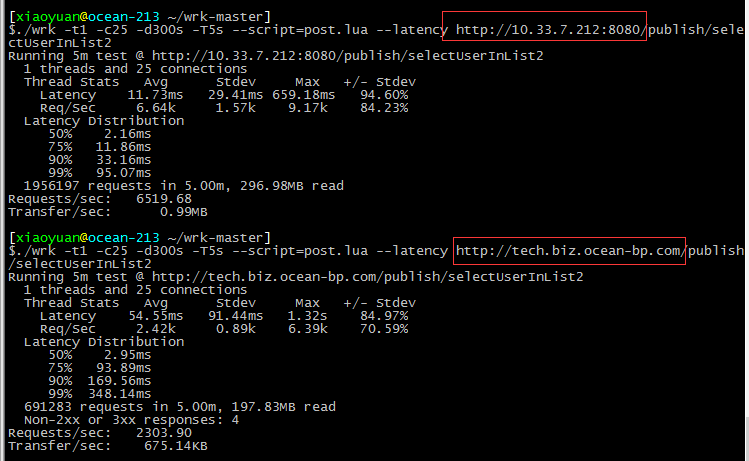 [xiaoyuan@ocean-213 ~/wrk-master]
$./wrk -t1 -c25 -d300s -T5s --script=post.lua --latency http://10.33.7.212:8080/publish/sele
ctUserInList2
Running 5m test @ http://10.33.7.212:8080/publish/selectUserInList2
  1 threads and 25 connections
  Thread Stats   Avg      Stdev     Max   +/- Stdev
    Latency    11.73ms   29.41ms 659.18ms   94.60%
    Req/Sec     6.64k     1.57k    9.17k    84.23%
  Latency Distribution
     50%    2.16ms
     75%   11.86ms
     90%   33.16ms
     99%   95.07ms
  1956197 requests in 5.00m, 296.98MB read
Requests/sec:   6519.68
Transfer/sec:      0.99MB
[xiaoyuan@ocean-213 ~/wrk-master]
$./wrk -t1 -c25 -d300s -T5s --script=post.lua --latency http://tech.biz.ocean-bp.com/publish
/selectUserInList2
Running 5m test @ http://tech.biz.ocean-bp.com/publish/selectUserInList2
  1 threads and 25 connections
  Thread Stats   Avg      Stdev     Max   +/- Stdev
    Latency    54.55ms   91.44ms   1.32s    84.97%
    Req/Sec     2.42k     0.89k    6.39k    70.59%
  Latency Distribution
     50%    2.95ms
     75%   93.89ms
     90%  169.56ms
     99%  348.14ms
  691283 requests in 5.00m, 197.83MB read
  Non-2xx or 3xx responses: 4
Requests/sec:   2303.90
Transfer/sec:    675.14KB